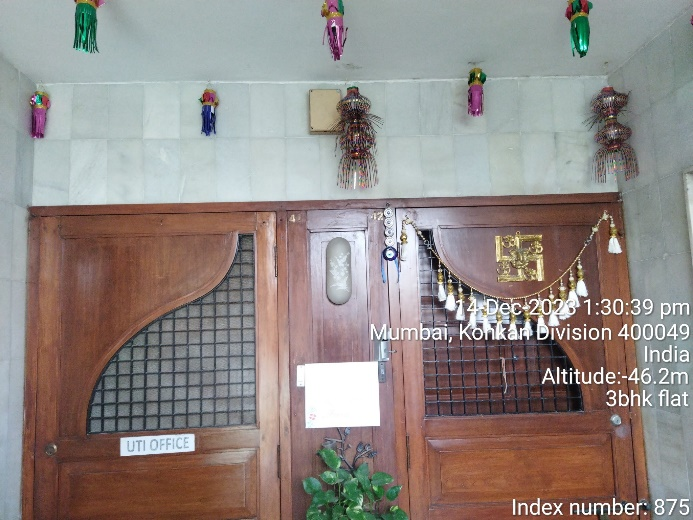 42
UTI OFFICE
14 Dec 2023 1:30:39 pm
Mumbai, Konkan Division 400049
India
Altitude:-46.2m
3bhk flat
Index number: 875